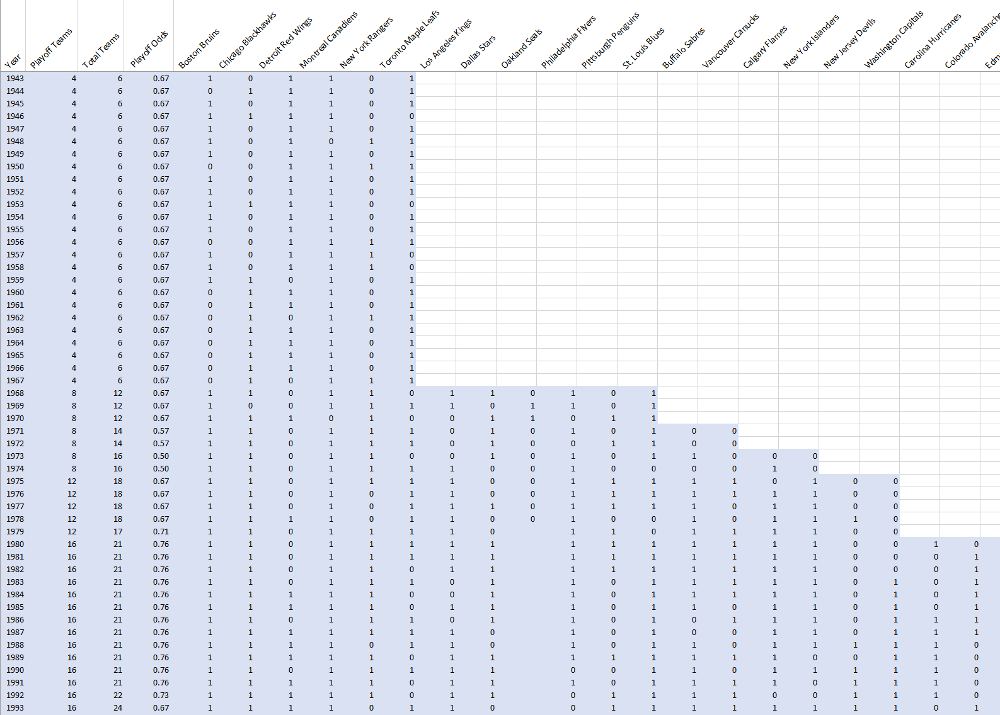 Year Playoff Teams Total Teams Playoff Odds Boston Bruins Chicago Blackhawks Detroit Red Wings Montreal Canadiens New York Rangers Toronto Maple Leafs Los Angeles Kings Dallas Stars Oakland Seals Philadelphia Flyers Pittsburgh Penguins St. Louis Blues Buffalo Sabres Vancouver Canucks Calgary Flames New York Islanders New Jersey Devils Washington Capitals Carolina Hurricanes Colorado Avalanche Edm
1943 4 6 0.67 1 0 1 1 0 1
1944 4 6 0.67 0 1 1 1 0 1
1945 4 6 0.67 1 0 1 1 0 1
1946 4 6 0.67 1 1 1 1 0 0
1947 4 6 0.67 1 0 1 1 0 1
1948 4 6 0.67 1 0 1 0 1 1
1949 4 6 0.67 1 0 1 1 0 1
1950 4 6 0.67 0 0 1 1 1 1
1951 4 6 0.67 1 0 1 1 0 1
1952 4 6 0.67 1 0 1 1 0 1
1953 4 6 0.67 1 1 1 1 0 0
1954 4 6 0.67 1 0 1 1 0 1
1955 4 6 0.67 1 0 1 1 0 1
1956 4 6 0.67 0 0 1 1 1 1
1957 4 6 0.67 1 0 1 1 1 0
1958 4 6 0.67 1 0 1 1 1 0
1959 4 6 0.67 1 1 0 1 0 1
1960 4 6 0.67 0 1 1 1 0 1
1961 4 6 0.67 0 1 1 1 0 1
1962 4 6 0.67 0 1 0 1 1 1
1963 4 6 0.67 0 1 1 1 0 1
1964 4 6 0.67 0 1 1 1 0 1
1965 4 6 0.67 0 1 1 1 0 1
1966 4 6 0.67 0 1 1 1 0 1
1967 4 6 0.67 0 1 0 1 1 1
1968 8 12 0.67 1 1 0 1 1 0 1 1 0 1 0 1
1969 8 12 0.67 1 0 0 1 1 1 1 0 1 1 0 1
1970 8 12 0.67 1 1 1 0 1 0 0 1 1 0 1 1
1971 8 14 0.57 1 1 0 1 1 1 0 1 0 1 0 1 0 0
1972 8 14 0.57 1 1 0 1 1 1 0 1 0 0 1 1 0 0
1973 8 16 0.50 1 1 0 1 1 0 0 1 0 1 0 1 1 0 0 0
1974 8 16 0.50 1 1 0 1 1 1 1 0 0 1 0 0 0 0 1 0
1975 12 18 0.67 1 1 0 1 1 1 1 0 0 1 1 1 1 1 0 1 0 0
1976 12 18 0.67 1 1 0 1 0 1 1 0 0 1 1 1 1 1 1 1 0 0
1977 12 18 0.67 1 1 0 1 0 1 1 1 0 1 1 1 1 0 1 1 0 0
1978 12 18 0.67 1 1 1 1 0 1 1 0 0 1 0 0 1 0 1 1 1 0
1979 12 17 0.71 1 1 0 1 1 1 1 0 1 1 0 1 1 1 1 0 0
1980 16 21 0.76 1 1 0 1 1 1 1 1 1 1 1 1 1 1 1 0 0 1 0
1981 16 21 0.76 1 1 0 1 1 1 1 1 1 1 1 1 1 1 1 0 0 0 1
1982 16 21 0.76 1 1 0 1 1 0 1 1 1 1 1 1 1 1 1 0 0 0 1
1983 16 21 0.76 1 1 0 1 1 1 0 1 1 0 1 1 1 1 1 0 1 0 1
1984 16 21 0.76 1 1 1 1 1 0 0 1 1 0 1 1 1 1 1 0 1 0 1
1985 16 21 0.76 1 1 1 1 1 0 1 1 1 0 1 1 0 1 1 0 1 0 1
1986 16 21 0.76 1 1 0 1 1 1 0 1 1 0 1 0 1 1 1 0 1 1 1
1987 16 21 0.76 1 1 1 1 1 1 1 0 1 0 1 0 0 1 1 0 1 1 1
1988 16 21 0.76 1 1 1 1 0 1 1 0 1 0 1 1 0 1 1 1 1 1 0
1989 16 21 0.76 1 1 1 1 1 0 1 1 1 1 1 1 1 1 0 0 1 1 0
1990 16 21 0.76 1 1 0 1 1 1 1 1 0 0 1 1 0 1 1 1 1 1 0
1991 16 21 0.76 1 1 1 1 1 0 1 1 1 0 1 1 1 1 0 1 1 1 0
1992 16 22 0.73 1 1 1 1 1 0 1 1 0 1 1 1 1 0 0 1 1 1 0
1993 16 24 0.67 1 1 1 1 0 1 1 0 0 1 1 1 1 1 1 1 1 0 1